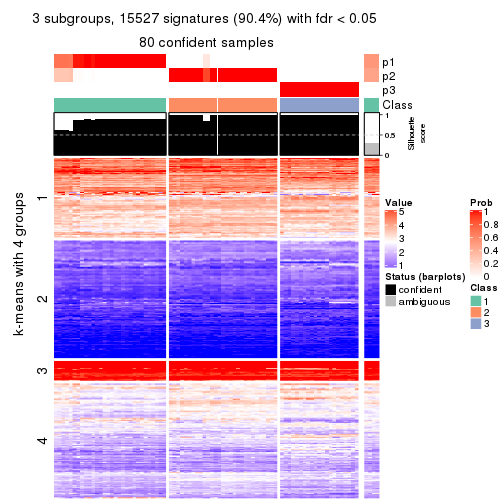 3 subgroups, 15527 signatures (90.4%) with fdr < 0.05
80 confident samples
p1
p2
p3
Class
1
0.5
0
Silhouette
score
k-means with 4 groups
1
2
3
4
Value
5
4
3
2
1
Status (barplots)
confident
ambiguous
Prob
1
0.8
0.6
0.4
0.2
0
Class
1
2
3